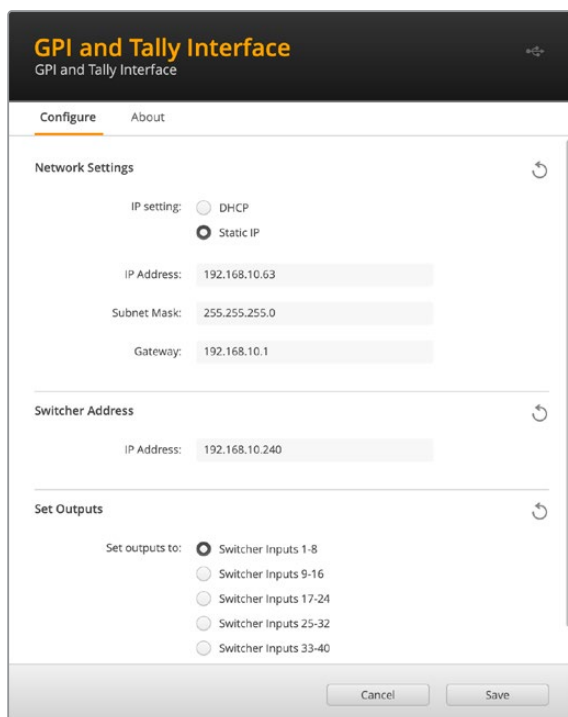 GPI and Tally Interface
GPI and Tally Interface
Configure About
Network Settings
IP setting: DHCP
Static IP
IP Address: 192.168.10.63
Subnet Mask: 255.255.255.0
Gateway: 192.168.10.1
Switcher Address
IP Address: 192.168.10.240
Set Outputs
Set outputs to: Switcher Inputs 1-8
Switcher Inputs 9-16
Switcher Inputs 17-24
Switcher Inputs 25-32
Switcher Inputs 33-40
Cancel Save